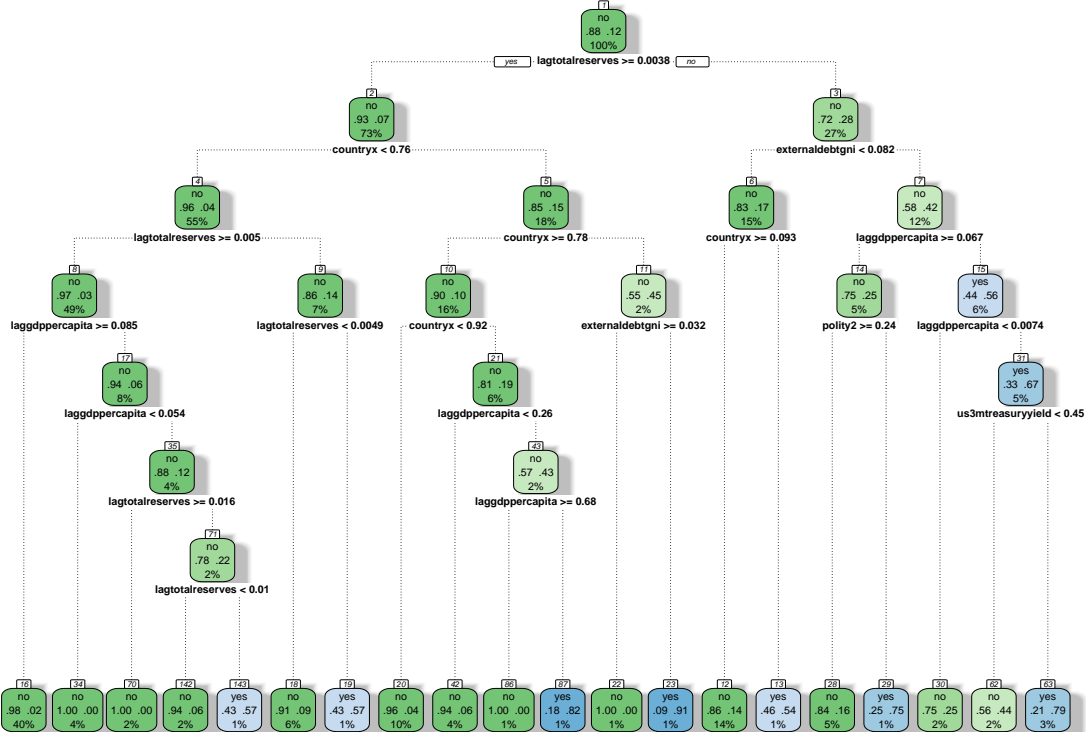 1
no
.88 .12
100%
yes lagtotalreserves >= 0.0038 no
2 3
no no
.93 .07 .72 .28
73% 27%
countryx < 0.76 externaldebtgni < 0.082
4 5 6 7
no no no no
.96 .04 .85 .15 .83 .17 .58 .42
55% 18% 15% 12%
lagtotalreserves >= 0.005 countryx >= 0.78 countryx >= 0.093 laggdppercapita >= 0.067
8 9 10 11 14 15
no no no no no yes
.97 .03 .86 .14 .90 .10 .55 .45 .75 .25 .44 .56
49% 7% 16% 2% 5% 6%
laggdppercapita >= 0.085 lagtotalreserves < 0.0049 countryx < 0.92 externaldebtgni >= 0.032 polity2 >= 0.24 laggdppercapita < 0.0074
17 21 31
no no yes
.94 .06 .81 .19 .33 .67
8% 6% 5%
laggdppercapita < 0.054 laggdppercapita < 0.26 us3mtreasuryyield < 0.45
35 43
no no
.88 .12 .57 .43
4% 2%
lagtotalreserves >= 0.016 laggdppercapita >= 0.68
71
no
.78 .22
2%
lagtotalreserves < 0.01
16 34 70 142 143 18 19 20 42 86 87 22 23 12 13 28 29 30 62 63
no no no no yes no yes no no no yes no yes no yes no yes no no yes
.98 .02 1.00 .00 1.00 .00 .94 .06 .43 .57 .91 .09 .43 .57 .96 .04 .94 .06 1.00 .00 .18 .82 1.00 .00 .09 .91 .86 .14 .46 .54 .84 .16 .25 .75 .75 .25 .56 .44 .21 .79
40% 4% 2% 2% 1% 6% 1% 10% 4% 1% 1% 1% 1% 14% 1% 5% 1% 2% 2% 3%